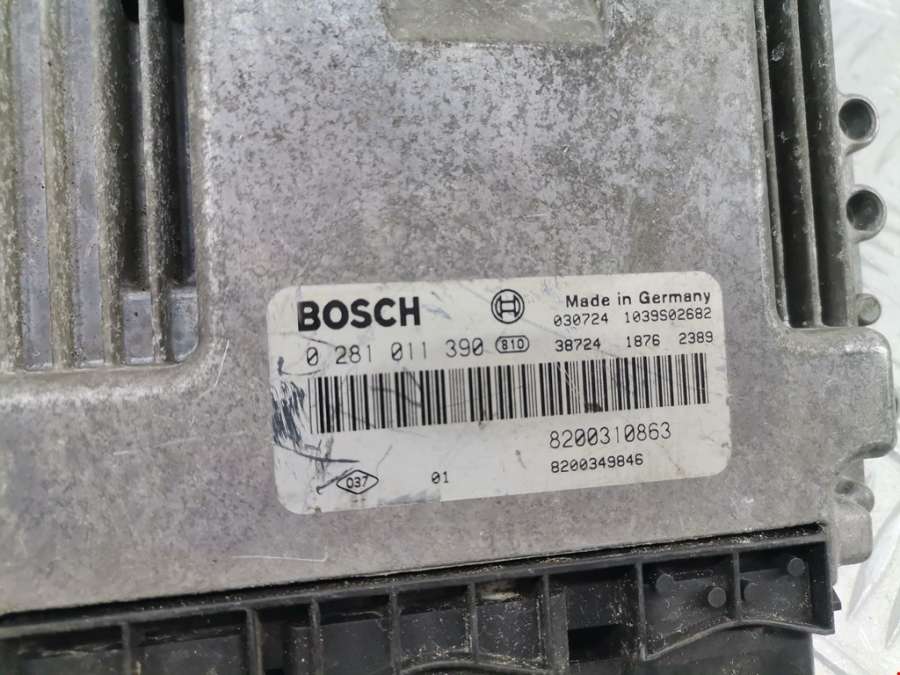 BOSCH Made in Germany
030724 1039S02682
0 281 011 390 810 38724 1876 2389
8200310863
037 01 8200349846